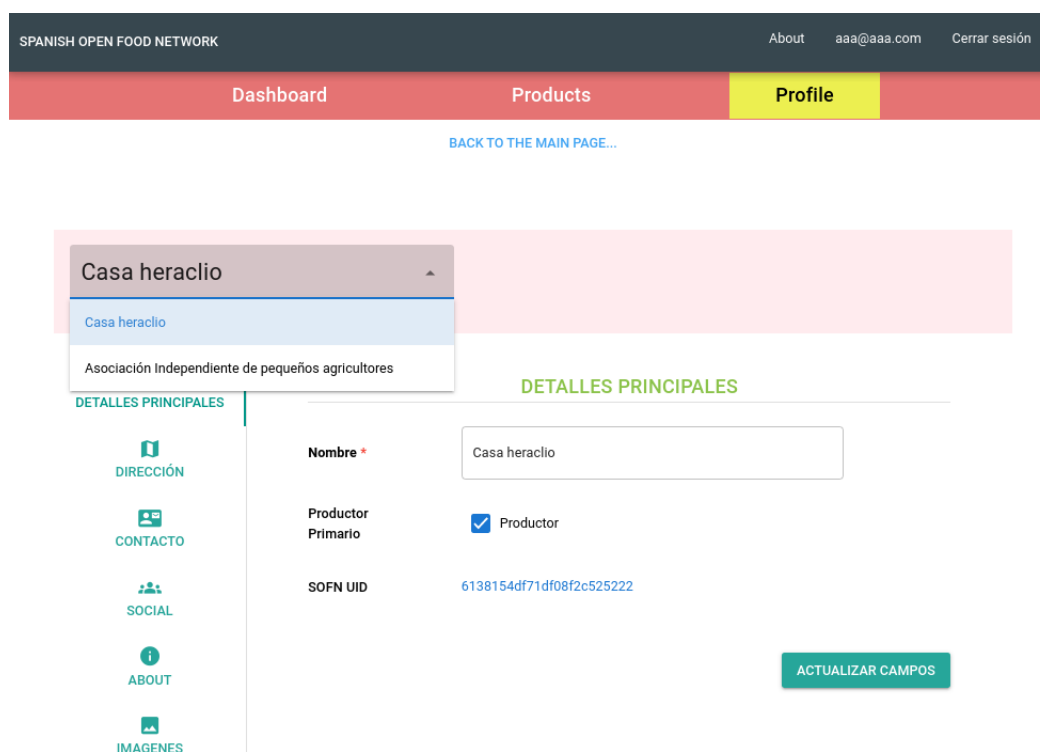 SPANISH OPEN FOOD NETWORK
About aaa@aaa.com Cerrar sesión
Dashboard Products Profile
BACK TO THE MAIN PAGE...
Casa heraclio
Casa heraclio
Asociación Independiente de pequeños agricultores
DETALLES PRINCIPALES
DIRECCIÓN
CONTACTO
SOCIAL
ABOUT
IMAGENES
DETALLES PRINCIPALES
Nombre *
Casa heraclio
Productor
Primario
Productor
SOFN UID
6138154df71df08f2c525222
ACTUALIZAR CAMPOS